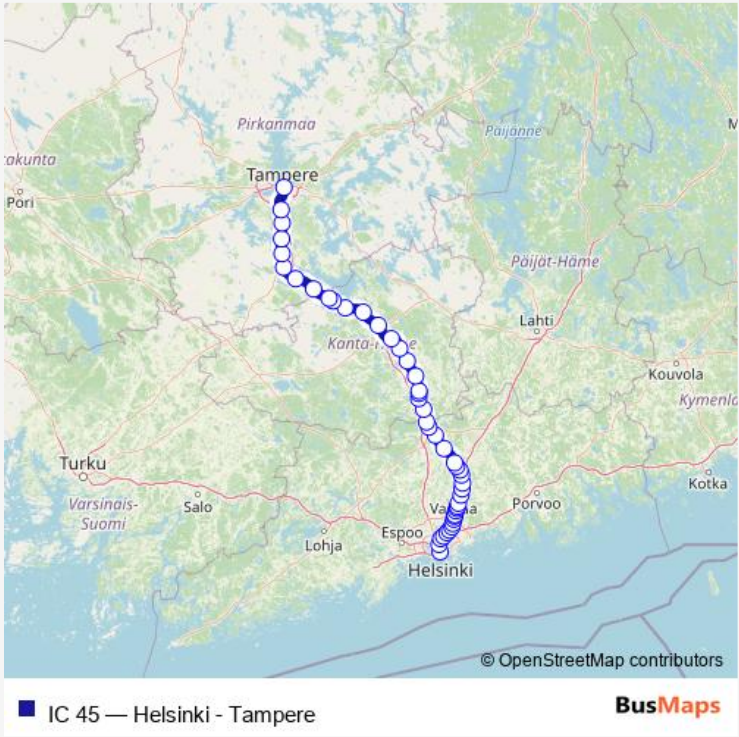 Pirkanmaa
Päijänne
M
Tampere
akunta
Pori
Päijät-Häme
Lahti
Kanta-Häme
Kouvola
Kymenlo
Turku
Varsinais-
Suomi
Salo
Kotka
Porvoo
Espoo
Lohja
Helsinki
© OpenStreetMap contributors
IC 45 — Helsinki - Tampere
BusMaps